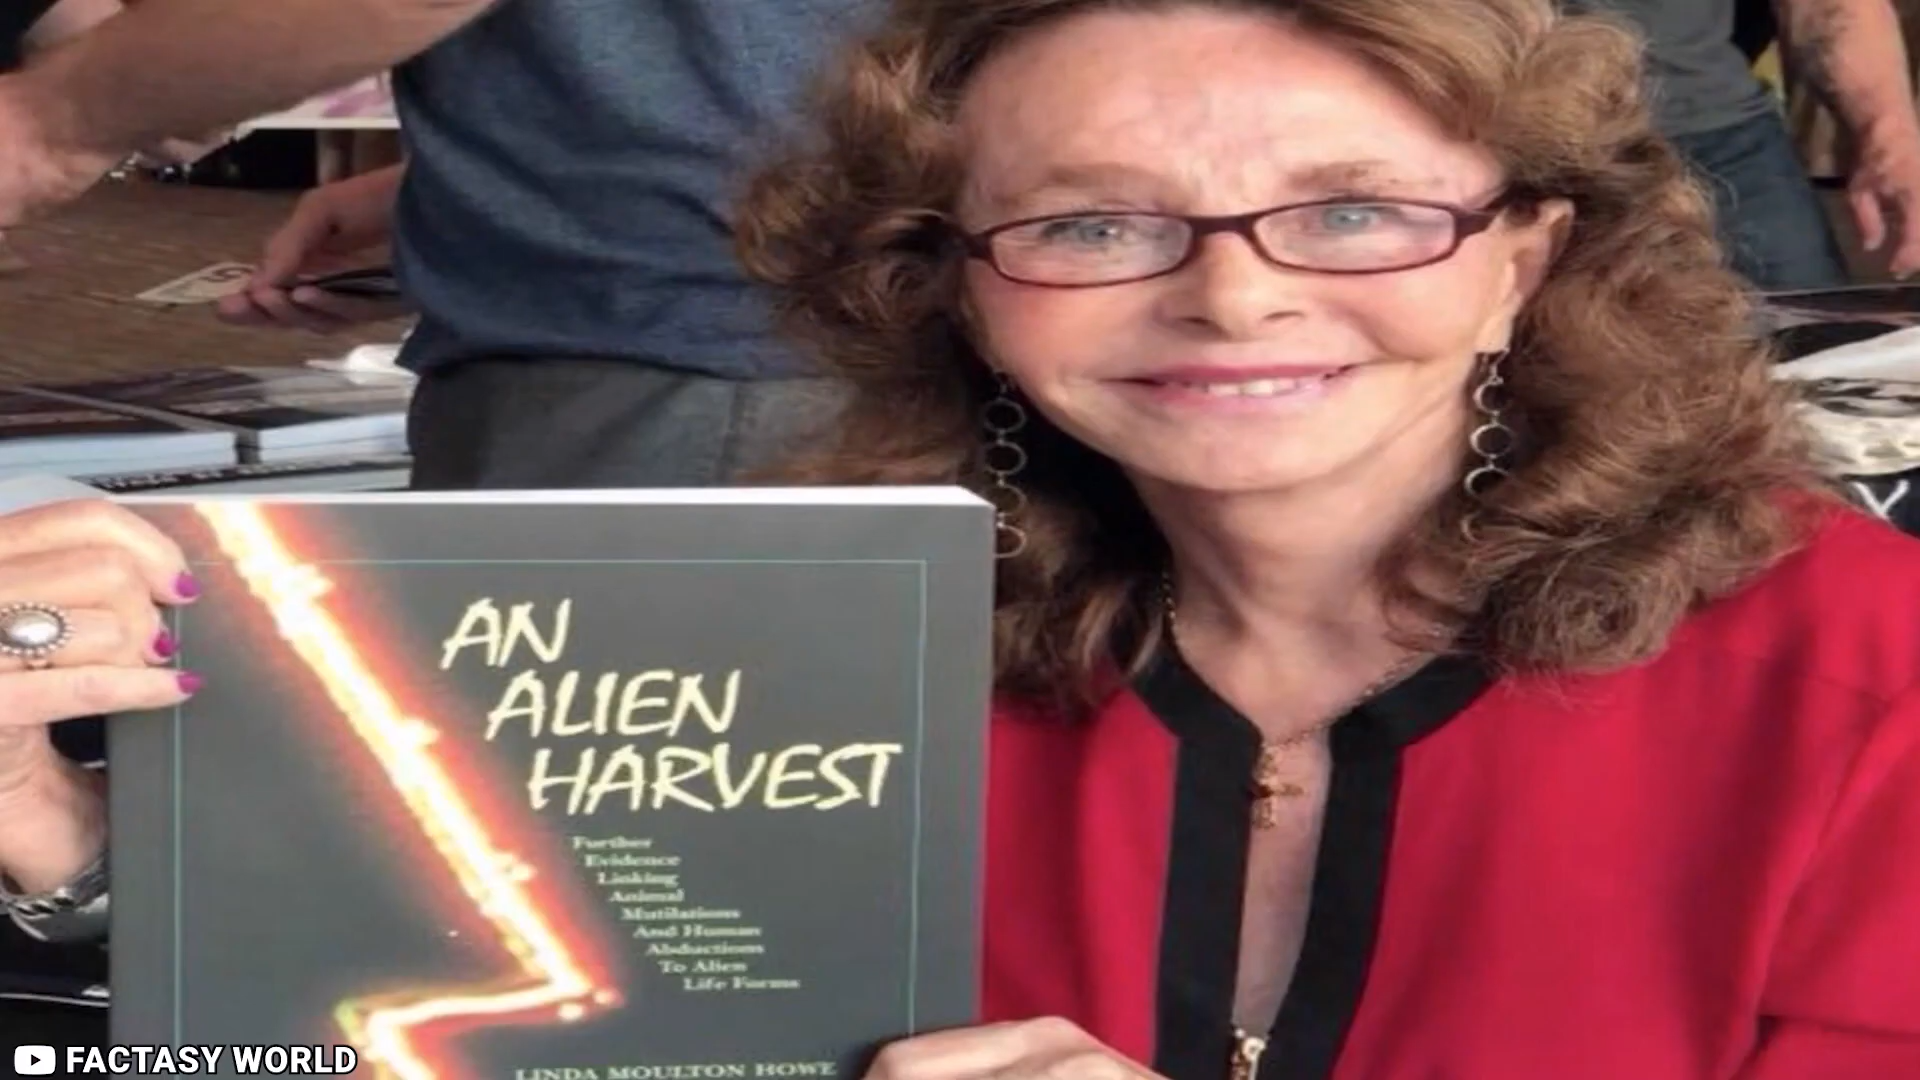 AN
ALIEN
HARVEST
Further
Evidence
Linking
Animal
Mutilations
And Human
Abductions
To Alien
Life Forms
LINDA MOULTON HOWE
FACTASY WORLD